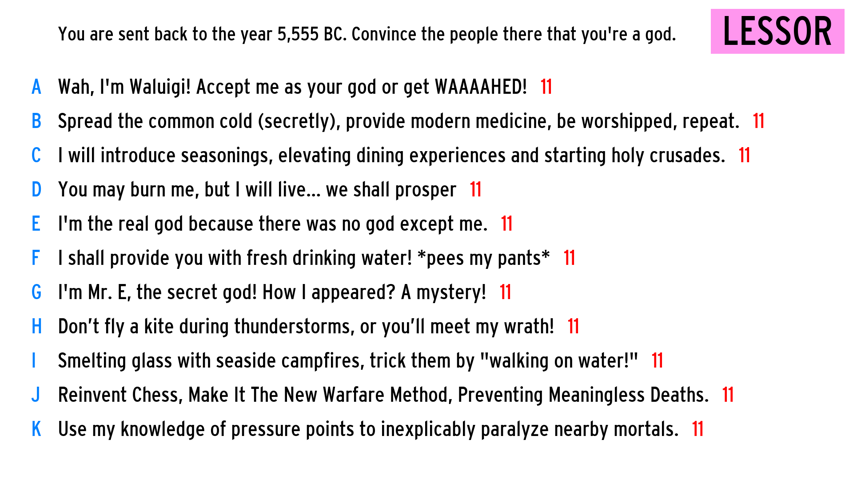 You are sent back to the year 5,555 BC. Convince the people there that you're a god.
LESSOR
A Wah, I'm Waluigi! Accept me as your god or get WAAAAHED! 11
B Spread the common cold (secretly), provide modern medicine, be worshipped, repeat. 11
C I will introduce seasonings, elevating dining experiences and starting holy crusades. 11
D You may burn me, but I will live... we shall prosper 11
E I'm the real god because there was no god except me. 11
F I shall provide you with fresh drinking water! *pees my pants* 11
G I'm Mr. E, the secret god! How I appeared? A mystery! 11
H Don’t fly a kite during thunderstorms, or you’ll meet my wrath! 11
I Smelting glass with seaside campfires, trick them by "walking on water!" 11
J Reinvent Chess, Make It The New Warfare Method, Preventing Meaningless Deaths. 11
K Use my knowledge of pressure points to inexplicably paralyze nearby mortals. 11